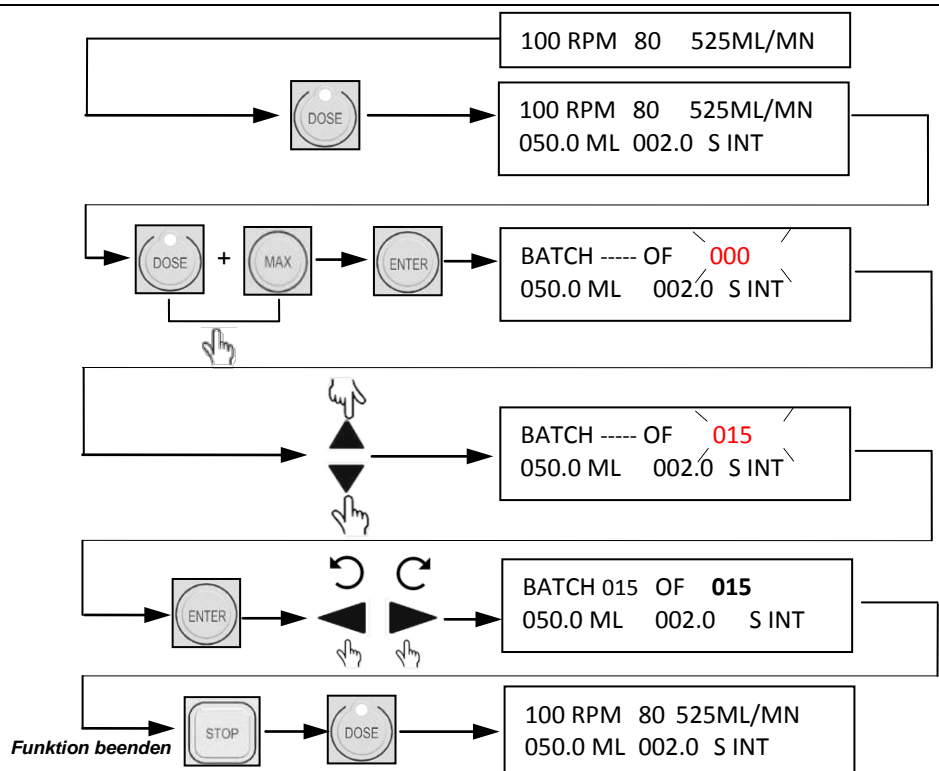 100 RPM 80 525ML/MN
DOSE
100 RPM 80 525ML/MN
050.0 ML 002.0 S INT
DOSE + MAX ENTER
BATCH ----- OF 000
050.0 ML 002.0 S INT
BATCH ----- OF 015
050.0 ML 002.0 S INT
ENTER
BATCH 015 OF 015
050.0 ML 002.0 S INT
Funktion beenden
STOP DOSE
100 RPM 80 525ML/MN
050.0 ML 002.0 S INT